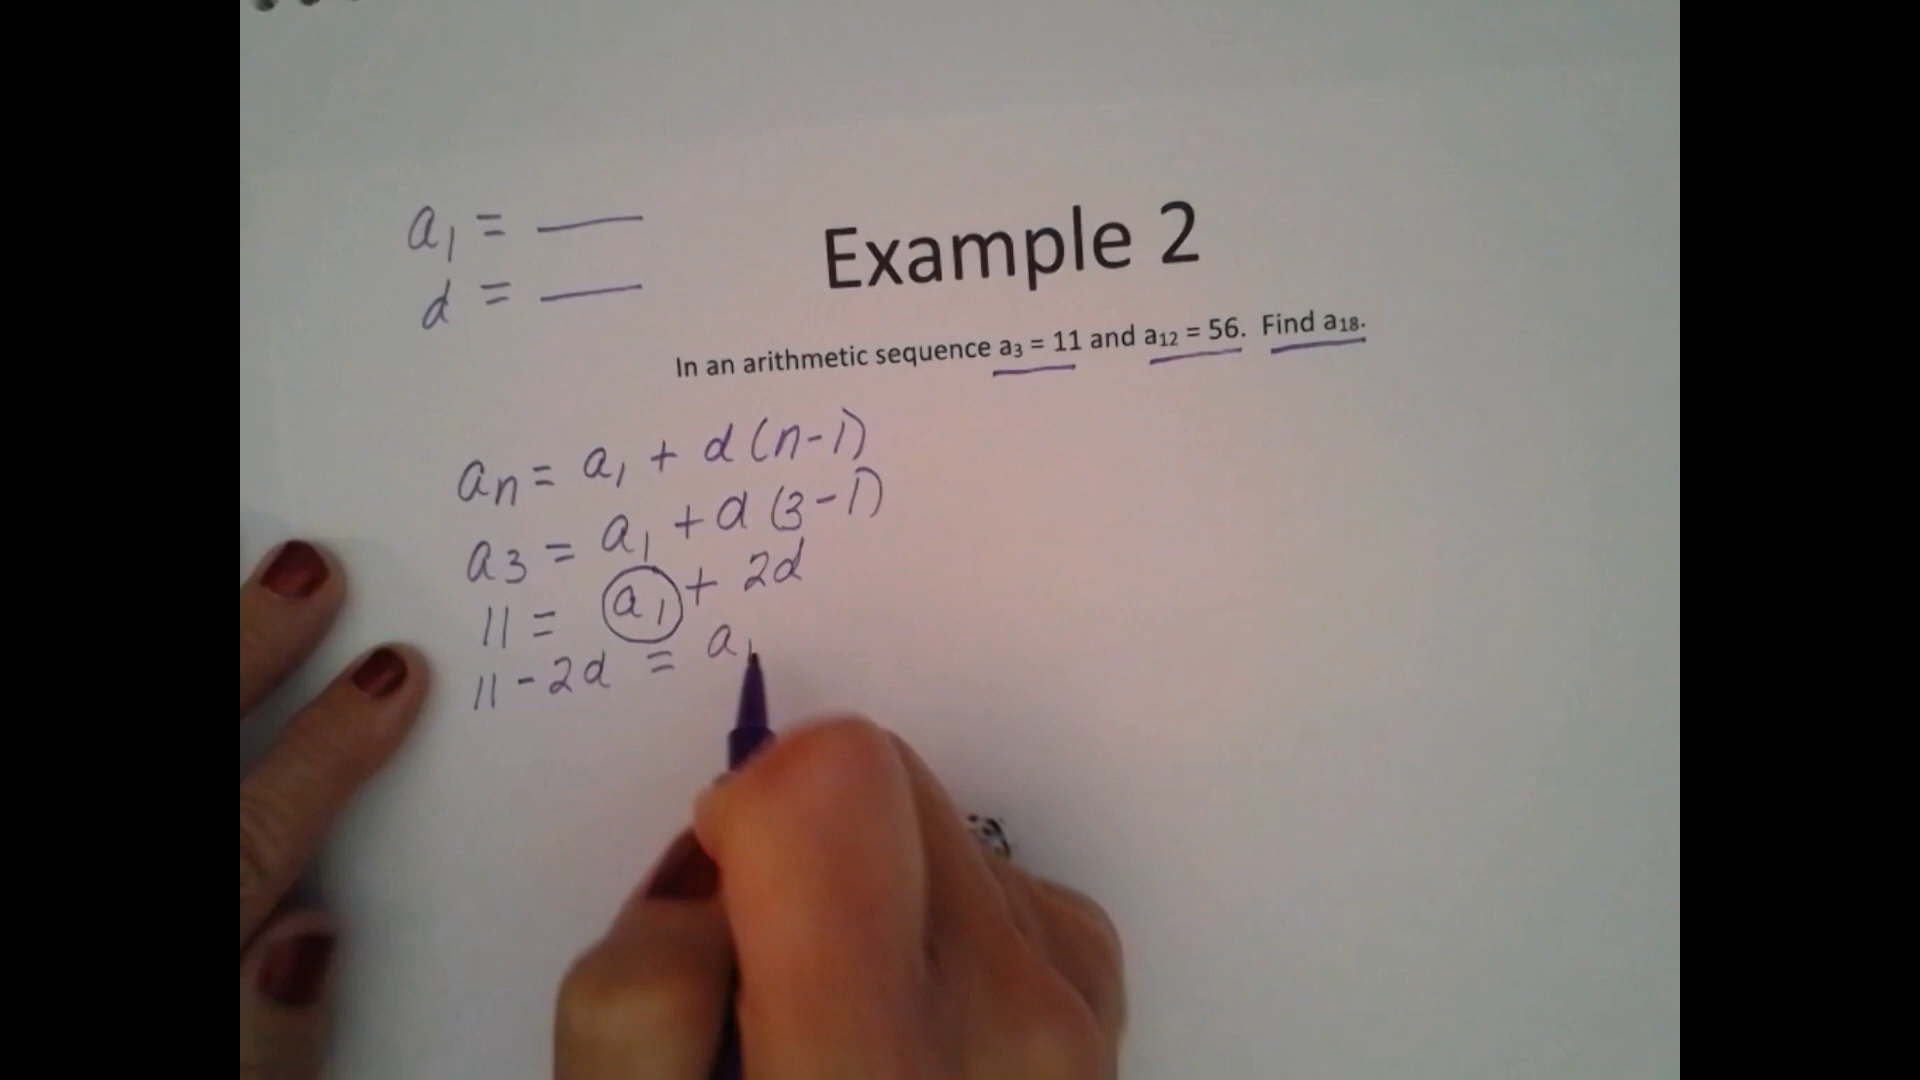 a₁ = ___
d = ___
Example 2
In an arithmetic sequence a₃ = 11 and a₁₂ = 56. Find a₁₈.
aₙ = a₁ + d(n-1)
a₃ = a₁ + d(3-1)
11 = a₁ + 2d
11-2d = a₁